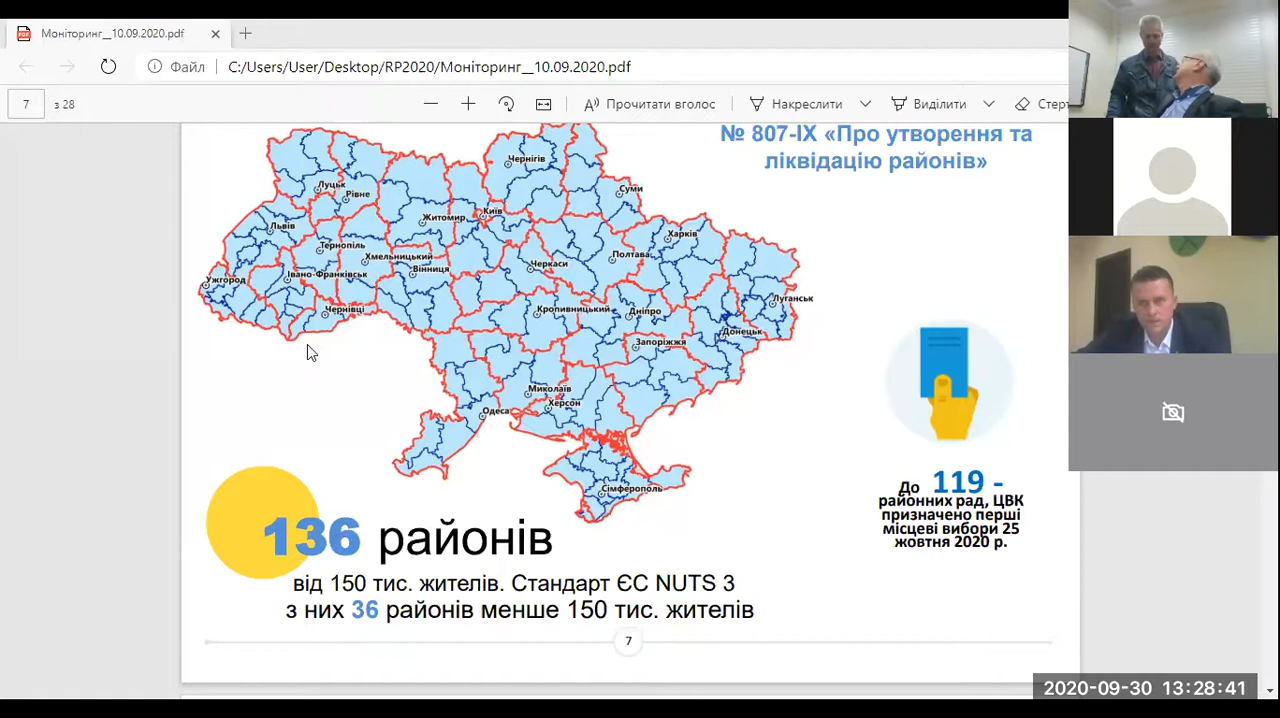 Моніторинг__10.09.2020.pdf
Файл
C:/Users/User/Desktop/RP2020/Моніторинг__10.09.2020.pdf
7
з 28
Прочитати вголос
Накреслити
Виділити
Стерт
№ 807-IX «Про утворення та
ліквідацію районів»
Чернігів
Луцьк
Рівне
Суми
Київ
Житомир
Львів
Харків
Тернопіль
Полтава
Хмельницький
Черкаси
Вінниця
Івано-Франківськ
Ужгород
Луганськ
Чернівці
Кропивницький
Дніпро
Донецьк
Запоріжжя
Миколаїв
Херсон
Одеса
Сімферополь
До 119 -
районних рад, ЦВК
призначено перші
місцеві вибори 25
жовтня 2020 р.
136 районів
від 150 тис. жителів. Стандарт ЄС NUTS 3
з них 36 районів менше 150 тис. жителів
7
2020-09-30 13:28:41